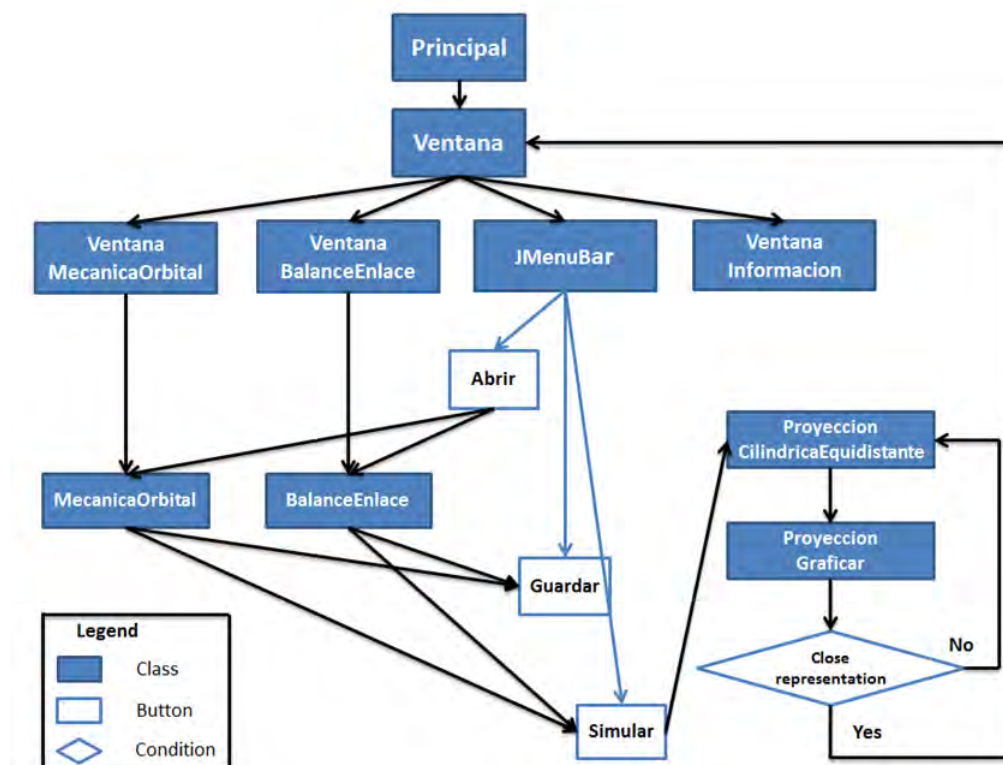 Principal
Ventana
Ventana
MecanicaOrbital
Ventana
BalanceEnlace
JMenuBar
Ventana
Informacion
Abrir
Proyeccion
CilindricaEquidistante
MecanicaOrbital
BalanceEnlace
Proyeccion
Graficar
Guardar
Legend
Class
Button
Condition
Close
representation
No
Simular
Yes